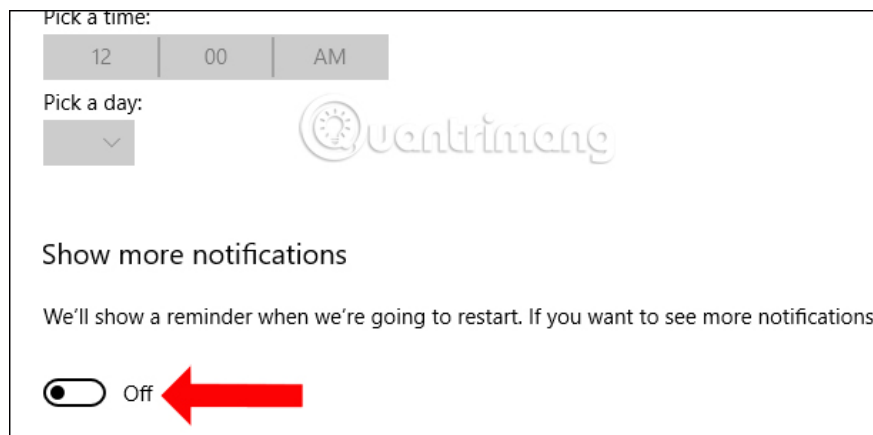 Pick a time:
12 00 AM
Pick a day:
Quantrimang
Show more notifications
We'll show a reminder when we're going to restart. If you want to see more notifications
Off